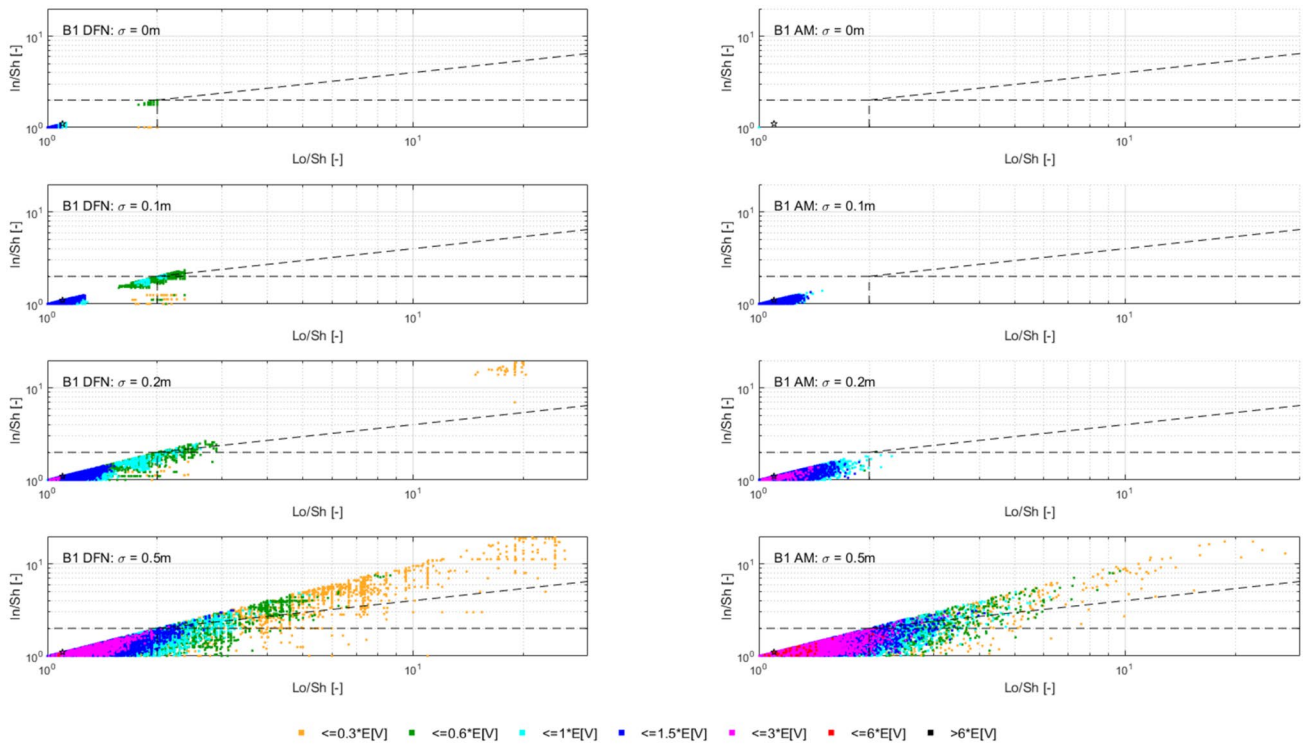 B1 DFN: σ = 0m
In/Sh [-]
10^1
10^0
10^0
10^1
Lo/Sh [-]
B1 AM: σ = 0m
In/Sh [-]
10^1
10^0
10^0
10^1
Lo/Sh [-]
B1 DFN: σ = 0.1m
In/Sh [-]
10^1
10^0
10^0
10^1
Lo/Sh [-]
B1 AM: σ = 0.1m
In/Sh [-]
10^1
10^0
10^0
10^1
Lo/Sh [-]
B1 DFN: σ = 0.2m
In/Sh [-]
10^1
10^0
10^0
10^1
Lo/Sh [-]
B1 AM: σ = 0.2m
In/Sh [-]
10^1
10^0
10^0
10^1
Lo/Sh [-]
B1 DFN: σ = 0.5m
In/Sh [-]
10^1
10^0
10^0
10^1
Lo/Sh [-]
B1 AM: σ = 0.5m
In/Sh [-]
10^1
10^0
10^0
10^1
Lo/Sh [-]
<=0.3*E[V] <=0.6*E[V] <=1*E[V] <=1.5*E[V] <=3*E[V] <=6*E[V] >6*E[V]